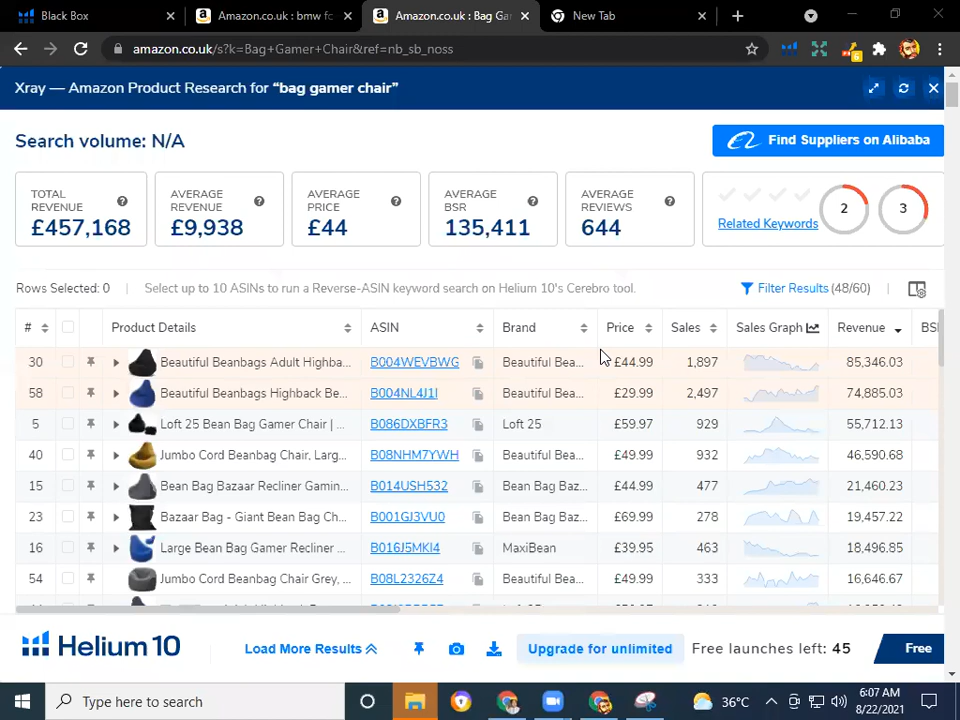 Black Box
Amazon.co.uk : bmw fc
Amazon.co.uk : Bag Gar
New Tab
amazon.co.uk/s?k=Bag+Gamer+Chair&ref=nb_sb_noss
6
Xray — Amazon Product Research for “bag gamer chair”
Search volume: N/A
Find Suppliers on Alibaba
TOTAL REVENUE
£457,168
AVERAGE REVENUE
£9,938
AVERAGE PRICE
£44
AVERAGE BSR
135,411
AVERAGE REVIEWS
644
Related Keywords
2
3
Rows Selected: 0
Select up to 10 ASINs to run a Reverse-ASIN keyword search on Helium 10's Cerebro tool.
Filter Results (48/60)
# Product Details ASIN Brand Price Sales Sales Graph Revenue BSI
30 Beautiful Beanbags Adult Highba... B004WEVBWG Beautiful Bea... £44.99 1,897 85,346.03
58 Beautiful Beanbags Highback Be... B004NL4J1I Beautiful Bea... £29.99 2,497 74,885.03
5 Loft 25 Bean Bag Gamer Chair | ... B086DXBFR3 Loft 25 £59.97 929 55,712.13
40 Jumbo Cord Beanbag Chair, Larg... B08NHM7YWH Beautiful Bea... £49.99 932 46,590.68
15 Bean Bag Bazaar Recliner Gamin... B014USH532 Bean Bag Baz... £44.99 477 21,460.23
23 Bazaar Bag - Giant Bean Bag Ch... B001GJ3VU0 Bean Bag Baz... £69.99 278 19,457.22
16 Large Bean Bag Gamer Recliner ... B016J5MKI4 MaxiBean £39.95 463 18,496.85
54 Jumbo Cord Beanbag Chair Grey, ... B08L2326Z4 Beautiful Bea... £49.99 333 16,646.67
Helium 10
Load More Results
Upgrade for unlimited
Free launches left: 45
Free
Type here to search
36°C
6:07 AM
8/22/2021